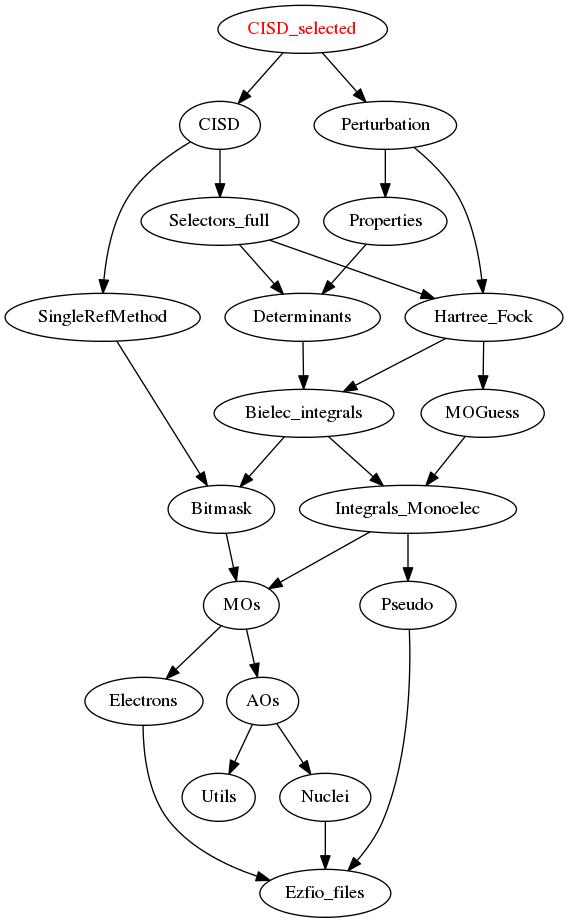 CISD_selected
CISD
Perturbation
Selectors_full
Properties
SingleRefMethod
Determinants
Hartree_Fock
Bielec_integrals
MOGuess
Bitmask
Integrals_Monoelec
MOs
Pseudo
Electrons
AOs
Utils
Nuclei
Ezfio_files